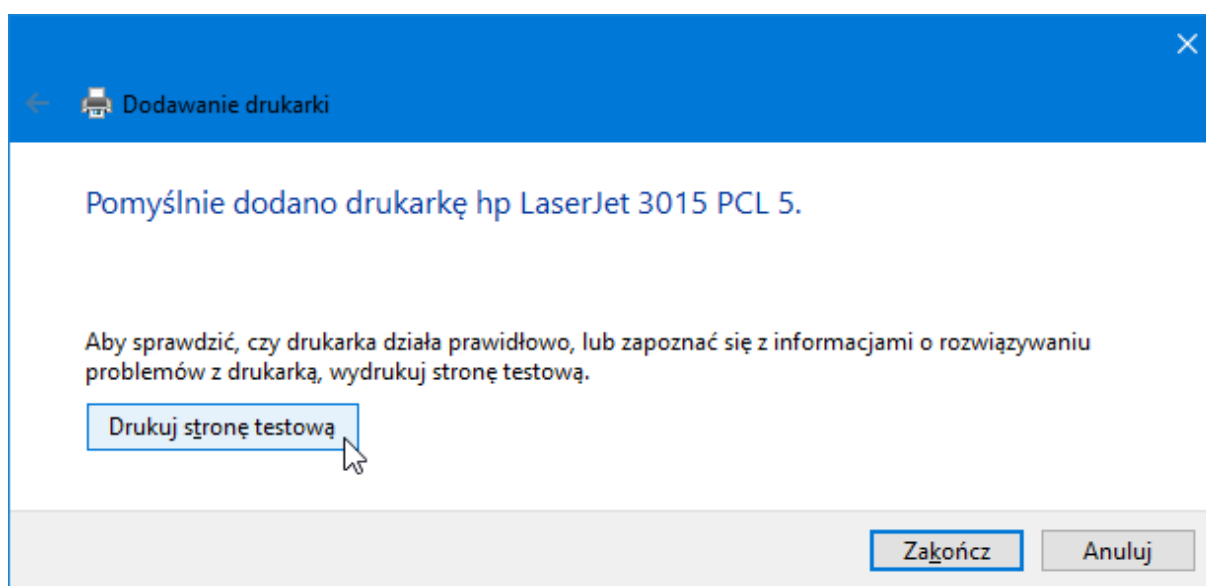 Dodawanie drukarki
Pomyślnie dodano drukarkę hp LaserJet 3015 PCL 5.
Aby sprawdzić, czy drukarka działa prawidłowo, lub zapoznać się z informacjami o rozwiązywaniu
problemów z drukarką, wydrukuj stronę testową.
Drukuj stronę testową
Zakończ
Anuluj